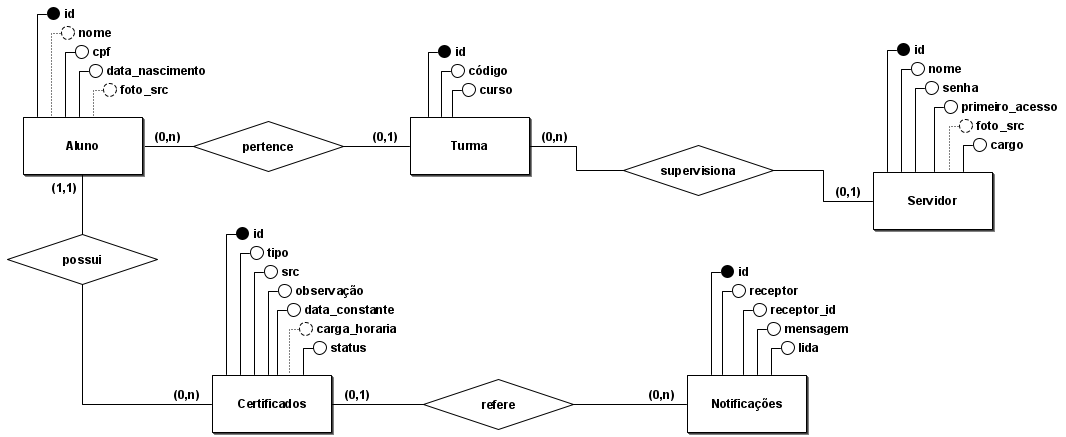 id
nome
cpf
data_nascimento
foto_src
Aluno
(0,n)
pertence
(0,1)
id
código
curso
Turma
(0,n)
supervisiona
(0,1)
id
nome
senha
primeiro_acesso
foto_src
cargo
Servidor
(1,1)
possui
(0,n)
id
tipo
src
observação
data_constante
carga_horaria
status
Certificados
(0,1)
refere
(0,n)
id
receptor
receptor_id
mensagem
lida
Notificações